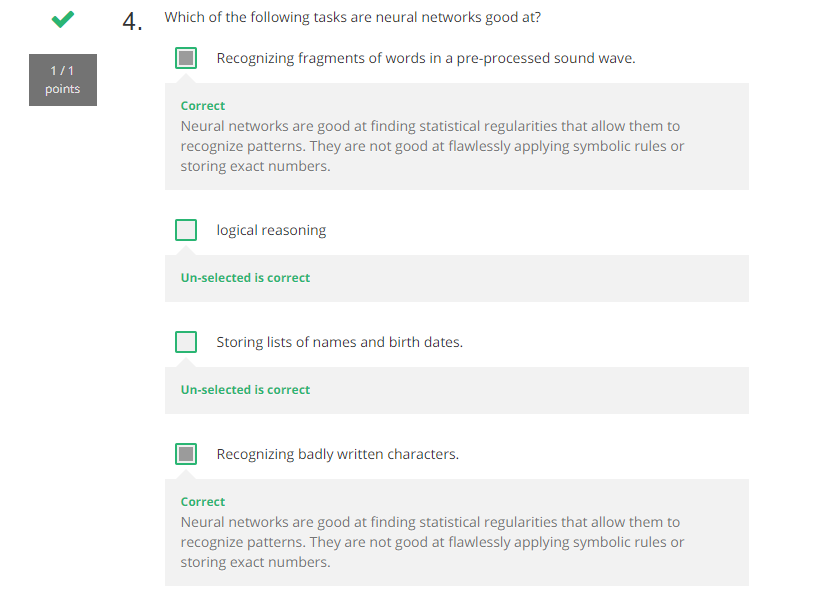 4. Which of the following tasks are neural networks good at?
1 / 1
points
Recognizing fragments of words in a pre-processed sound wave.
Correct
Neural networks are good at finding statistical regularities that allow them to
recognize patterns. They are not good at flawlessly applying symbolic rules or
storing exact numbers.
logical reasoning
Un-selected is correct
Storing lists of names and birth dates.
Un-selected is correct
Recognizing badly written characters.
Correct
Neural networks are good at finding statistical regularities that allow them to
recognize patterns. They are not good at flawlessly applying symbolic rules or
storing exact numbers.